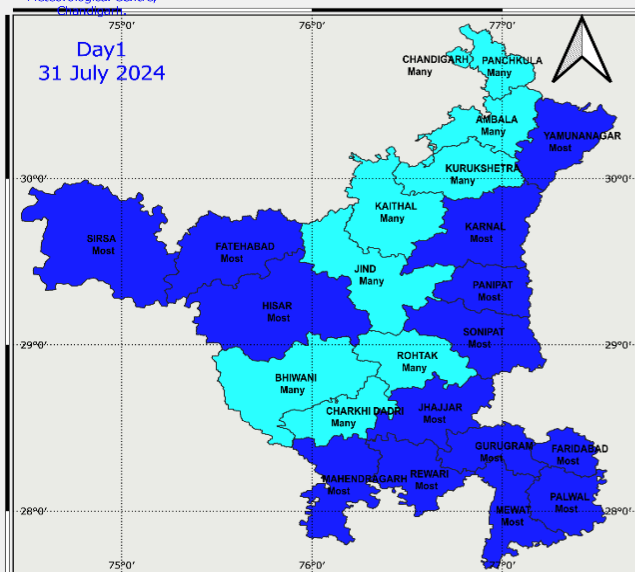 Meteorological Centre,
Chandigarh
75°0' 76°0' 77°0'
Day1
31 July 2024
CHANDIGARH
Many
PANCHKULA
Many
AMBALA
Many
YAMUNANAGAR
Most
KURUKSHETRA
Many
30°0' 30°0'
KAITHAL
Many
KARNAL
Most
SIRSA
Most
FATEHABAD
Most
JIND
Many
PANIPAT
Most
HISAR
Most
SONIPAT
Most
29°0' 29°0'
ROHTAK
Many
BHIWANI
Many
CHARKHI DADRI
Many
JHAJJAR
Most
GURUGRAM
Most
FARIDABAD
Most
MAHENDRAGARH
Most
REWARI
Most
PALWAL
Most
MEWAT
Most
28°0' 28°0'
75°0' 76°0' 77°0'